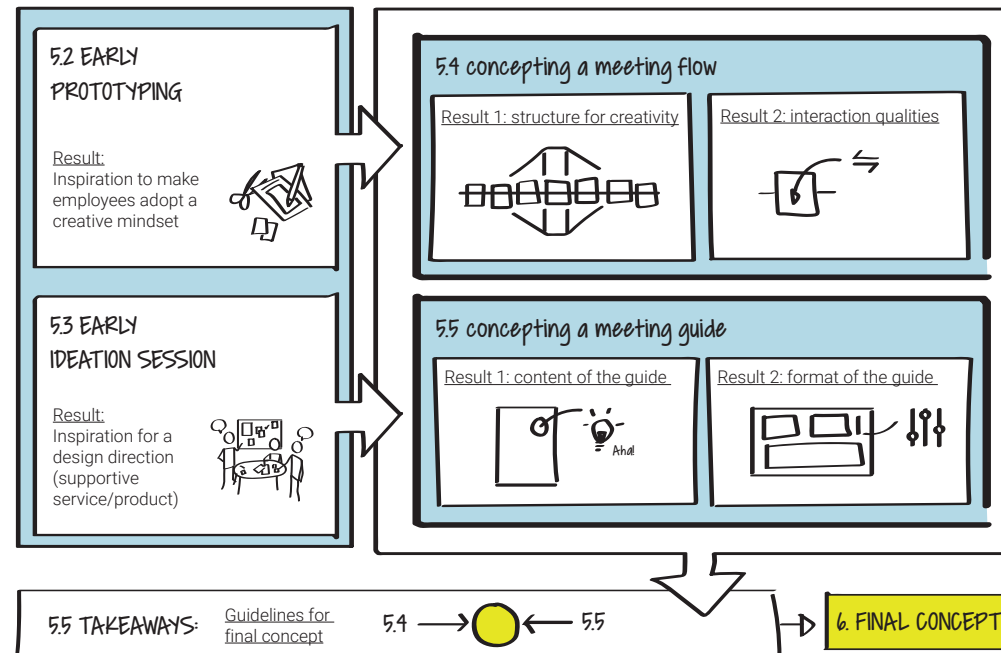 5.2 EARLY
PROTOTYPING
Result:
Inspiration to make
employees adopt a
creative mindset
5.3 EARLY
IDEATION SESSION
Result:
Inspiration for a
design direction
(supportive
service/product)
5.4 concepting a meeting flow
Result 1: structure for creativity
Result 2: interaction qualities
5.5 concepting a meeting guide
Result 1: content of the guide
Aha!
Result 2: format of the guide
5.5 TAKEAWAYS:
Guidelines for
final concept
5.4
5.5
6. FINAL CONCEPT